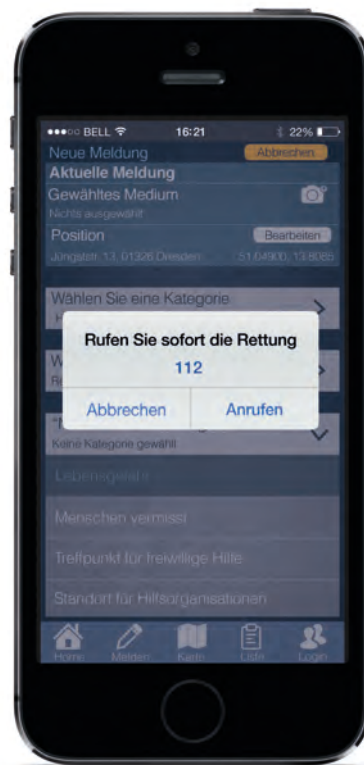 BELL 16:21 22%
Neue Meldung Abbrechen
Aktuelle Meldung
Gewähltes Medium
Nichts ausgewählt
Position Bearbeiten
Jüngststr. 13, 01326 Dresden 51.04900, 13.8085
Wählen Sie eine Kategorie
Rufen Sie sofort die Rettung
112
Abbrechen Anrufen
Keine Kategorie gewählt
Lebensgefahr
Menschen vermisst
Treffpunkt für freiwillige Hilfe
Standort für Hilfsorganisationen
Home Melden Karte Liste Login